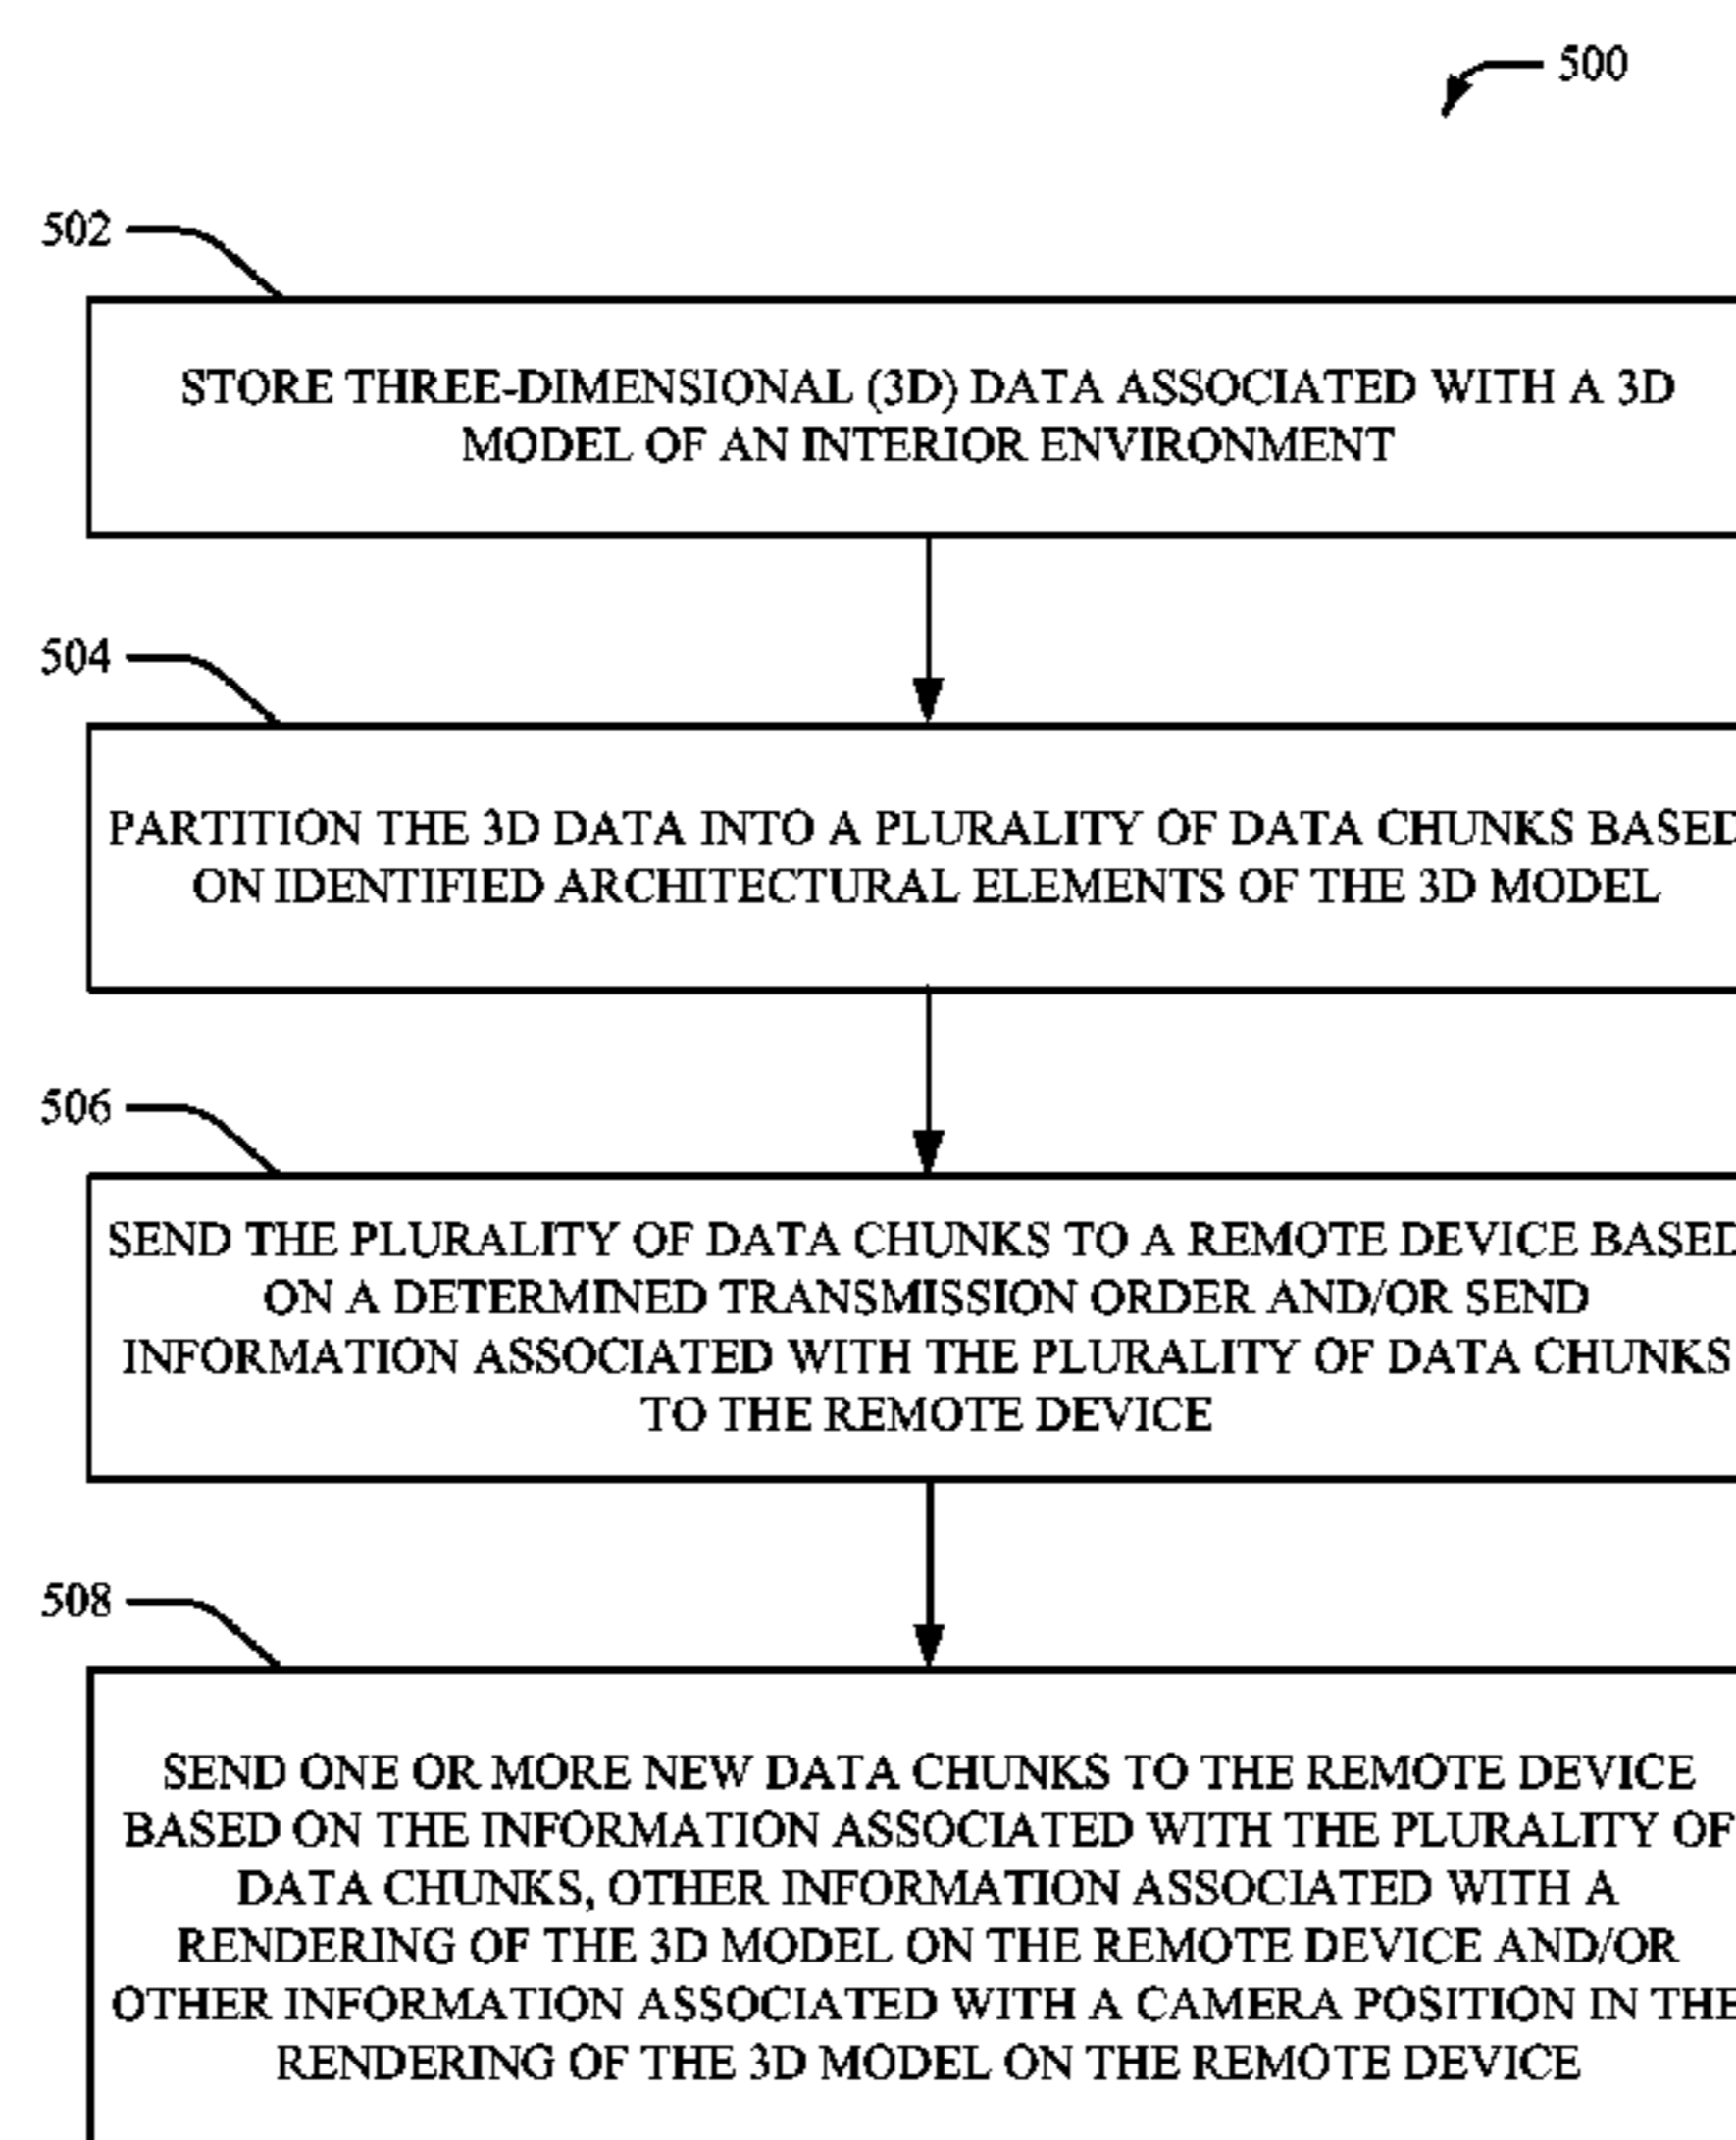 500
502
STORE THREE-DIMENSIONAL (3D) DATA ASSOCIATED WITH A 3D
MODEL OF AN INTERIOR ENVIRONMENT
504
PARTITION THE 3D DATA INTO A PLURALITY OF DATA CHUNKS BASED
ON IDENTIFIED ARCHITECTURAL ELEMENTS OF THE 3D MODEL
506
SEND THE PLURALITY OF DATA CHUNKS TO A REMOTE DEVICE BASED
ON A DETERMINED TRANSMISSION ORDER AND/OR SEND
INFORMATION ASSOCIATED WITH THE PLURALITY OF DATA CHUNKS
TO THE REMOTE DEVICE
508
SEND ONE OR MORE NEW DATA CHUNKS TO THE REMOTE DEVICE
BASED ON THE INFORMATION ASSOCIATED WITH THE PLURALITY OF
DATA CHUNKS, OTHER INFORMATION ASSOCIATED WITH A
RENDERING OF THE 3D MODEL ON THE REMOTE DEVICE AND/OR
OTHER INFORMATION ASSOCIATED WITH A CAMERA POSITION IN THE
RENDERING OF THE 3D MODEL ON THE REMOTE DEVICE